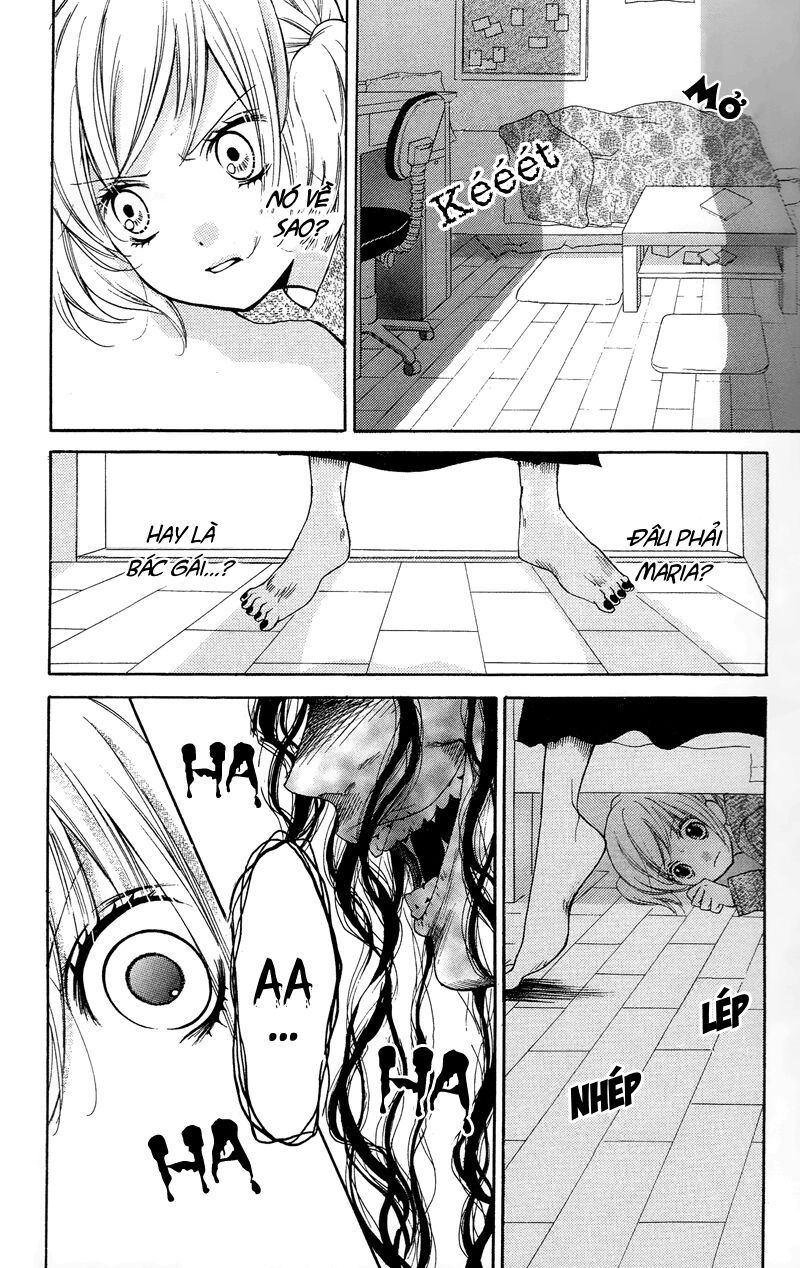 MỞ
Kééét
NÓ VỀ
SAO?
ĐÂU PHẢI
MARIA?
HAY LÀ
BÁC GÁI...?
LÉP
NHÉP
HA
AA
...
HA
HA